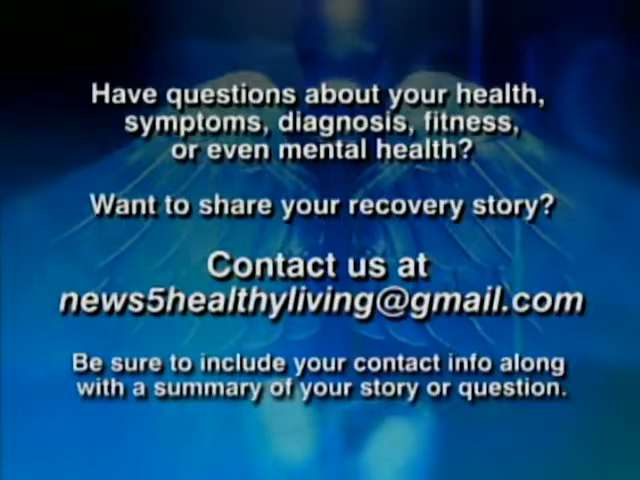 Have questions about your health,
symptoms, diagnosis, fitness,
or even mental health?
Want to share your recovery story?
Contact us at
news5healthyliving@gmail.com
Be sure to include your contact info along
with a summary of your story or question.